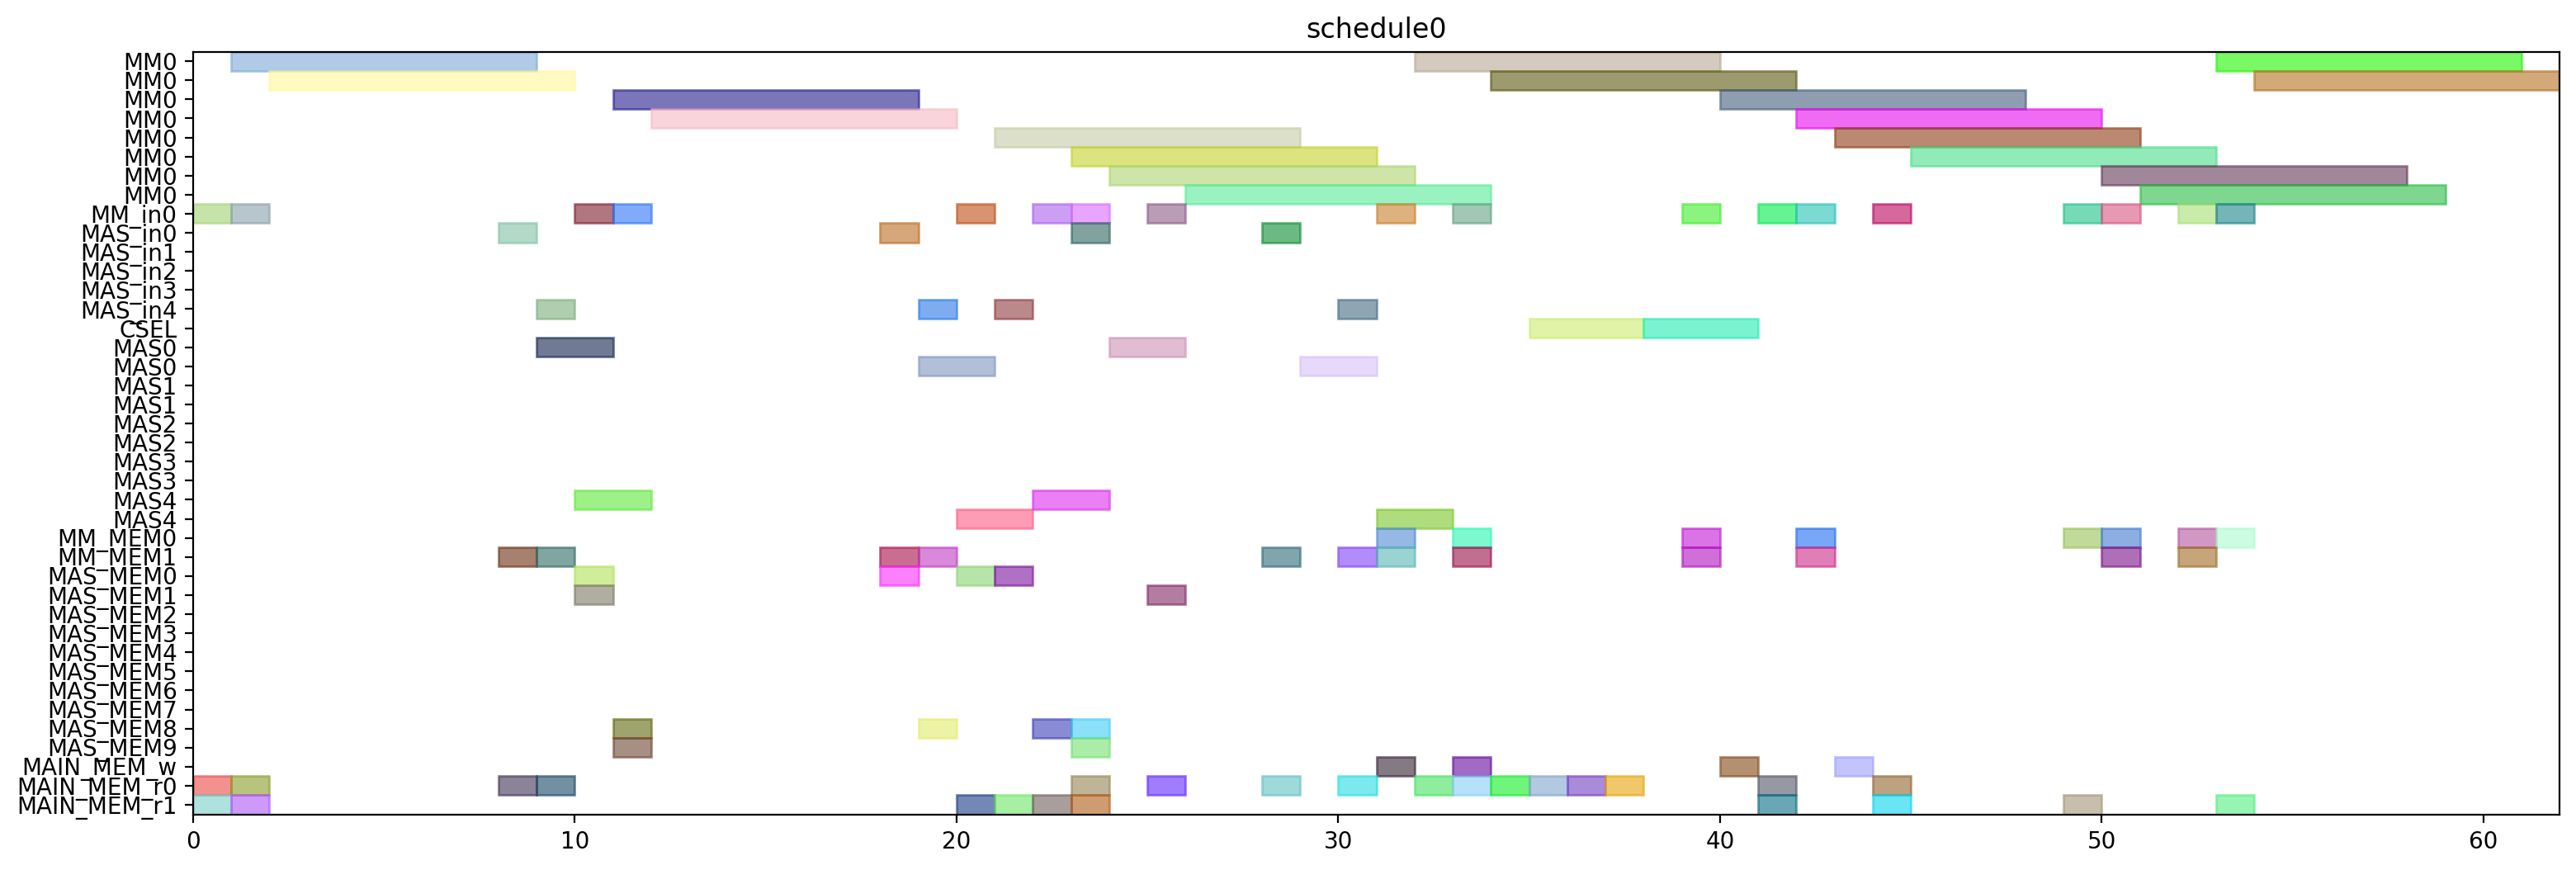 schedule0
MM0
MM0
MM0
MM0
MM0
MM0
MM0
MM0
MM_in0
MAS_in0
MAS_in1
MAS_in2
MAS_in3
MAS_in4
CSEL
MAS0
MAS0
MAS1
MAS1
MAS2
MAS2
MAS3
MAS3
MAS4
MAS4
MM_MEM0
MM_MEM1
MAS_MEM0
MAS_MEM1
MAS_MEM2
MAS_MEM3
MAS_MEM4
MAS_MEM5
MAS_MEM6
MAS_MEM7
MAS_MEM8
MAS_MEM9
MAIN_MEM_w
MAIN_MEM_r0
MAIN_MEM_r1
0 10 20 30 40 50 60